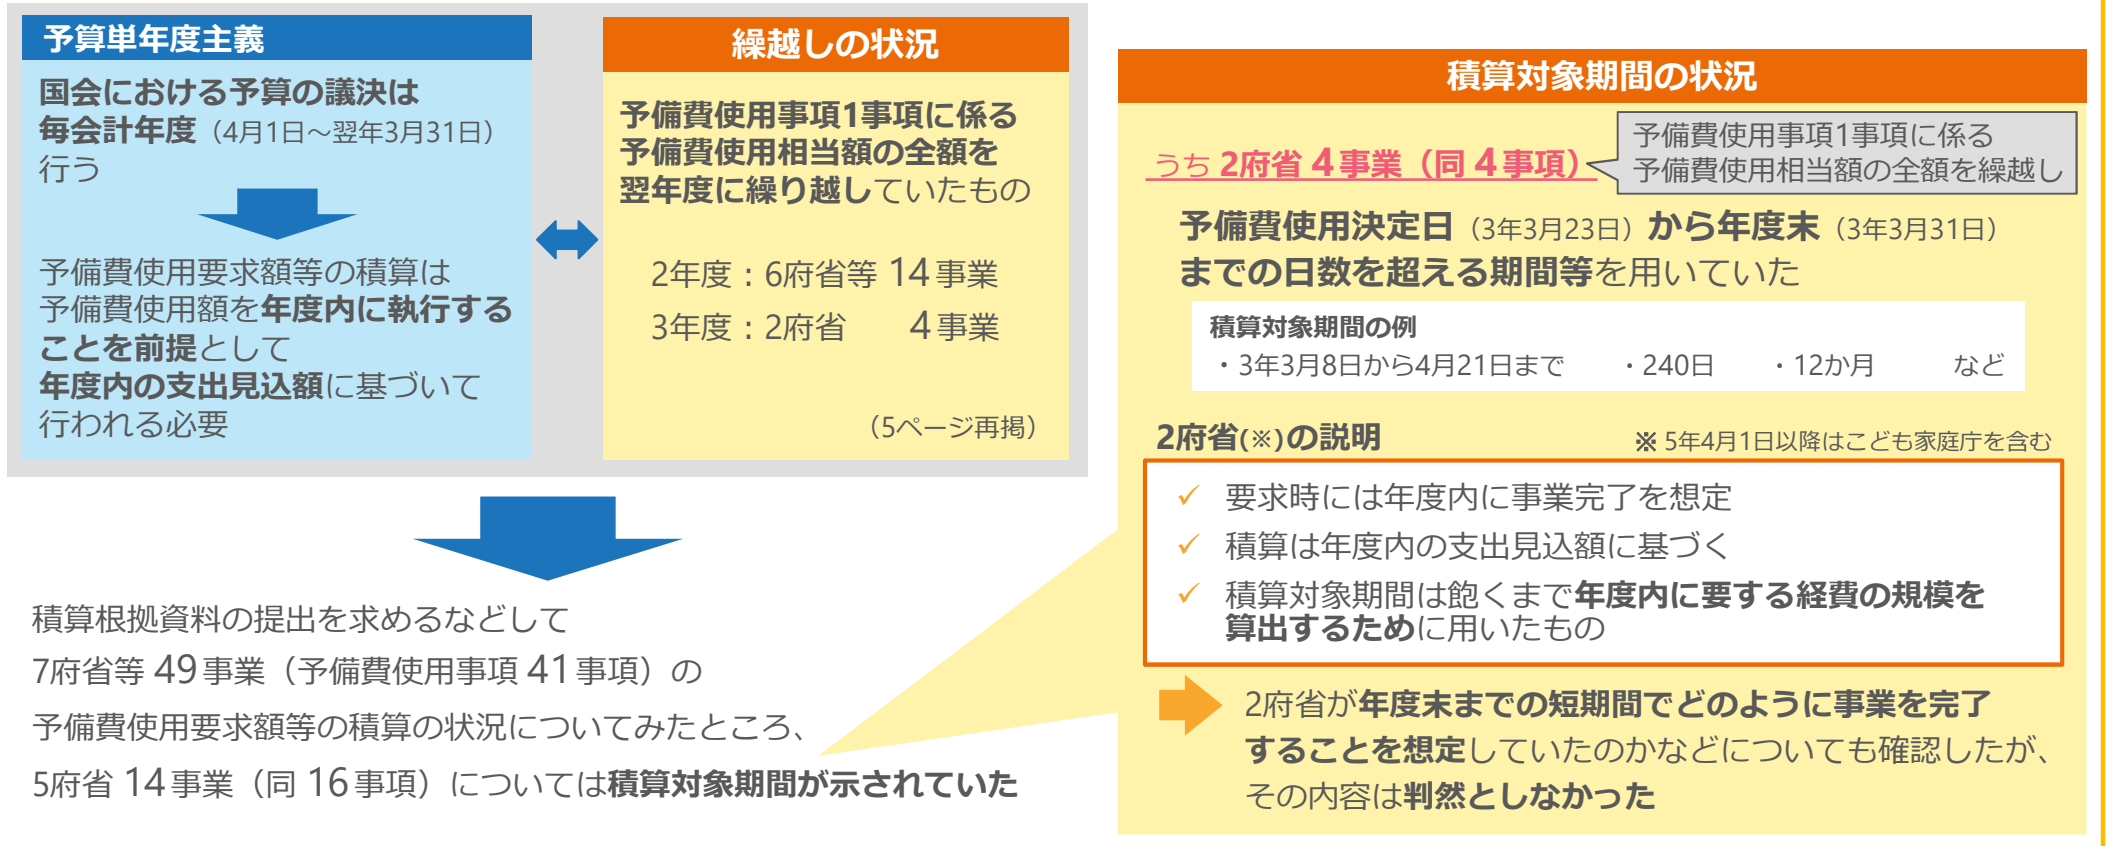 予算単年度主義
国会における予算の議決は
毎会計年度（4月1日～翌年3月31日）
行う
予備費使用要求額等の積算は
予備費使用額を年度内に執行する
ことを前提として
年度内の支出見込額に基づいて
行われる必要
繰越しの状況
予備費使用事項1事項に係る
予備費使用相当額の全額を
翌年度に繰り越していたもの
2年度：6府省等 14事業
3年度：2府省 4事業
（5ページ再掲）
積算根拠資料の提出を求めるなどして
7府省等 49事業（予備費使用事項 41事項）の
予備費使用要求額等の積算の状況についてみたところ、
5府省 14事業（同 16事項）については積算対象期間が示されていた
積算対象期間の状況
うち 2府省 4事業（同 4事項）
予備費使用事項1事項に係る
予備費使用相当額の全額を繰越し
予備費使用決定日（3年3月23日）から年度末（3年3月31日）
までの日数を超える期間等を用いていた
積算対象期間の例
・3年3月8日から4月21日まで ・240日 ・12か月 など
2府省(※)の説明 ※ 5年4月1日以降はこども家庭庁を含む
✓ 要求時には年度内に事業完了を想定
✓ 積算は年度内の支出見込額に基づく
✓ 積算対象期間は飽くまで年度内に要する経費の規模を
算出するために用いたもの
2府省が年度末までの短期間でどのように事業を完了
することを想定していたのかなどについても確認したが、
その内容は判然としなかった